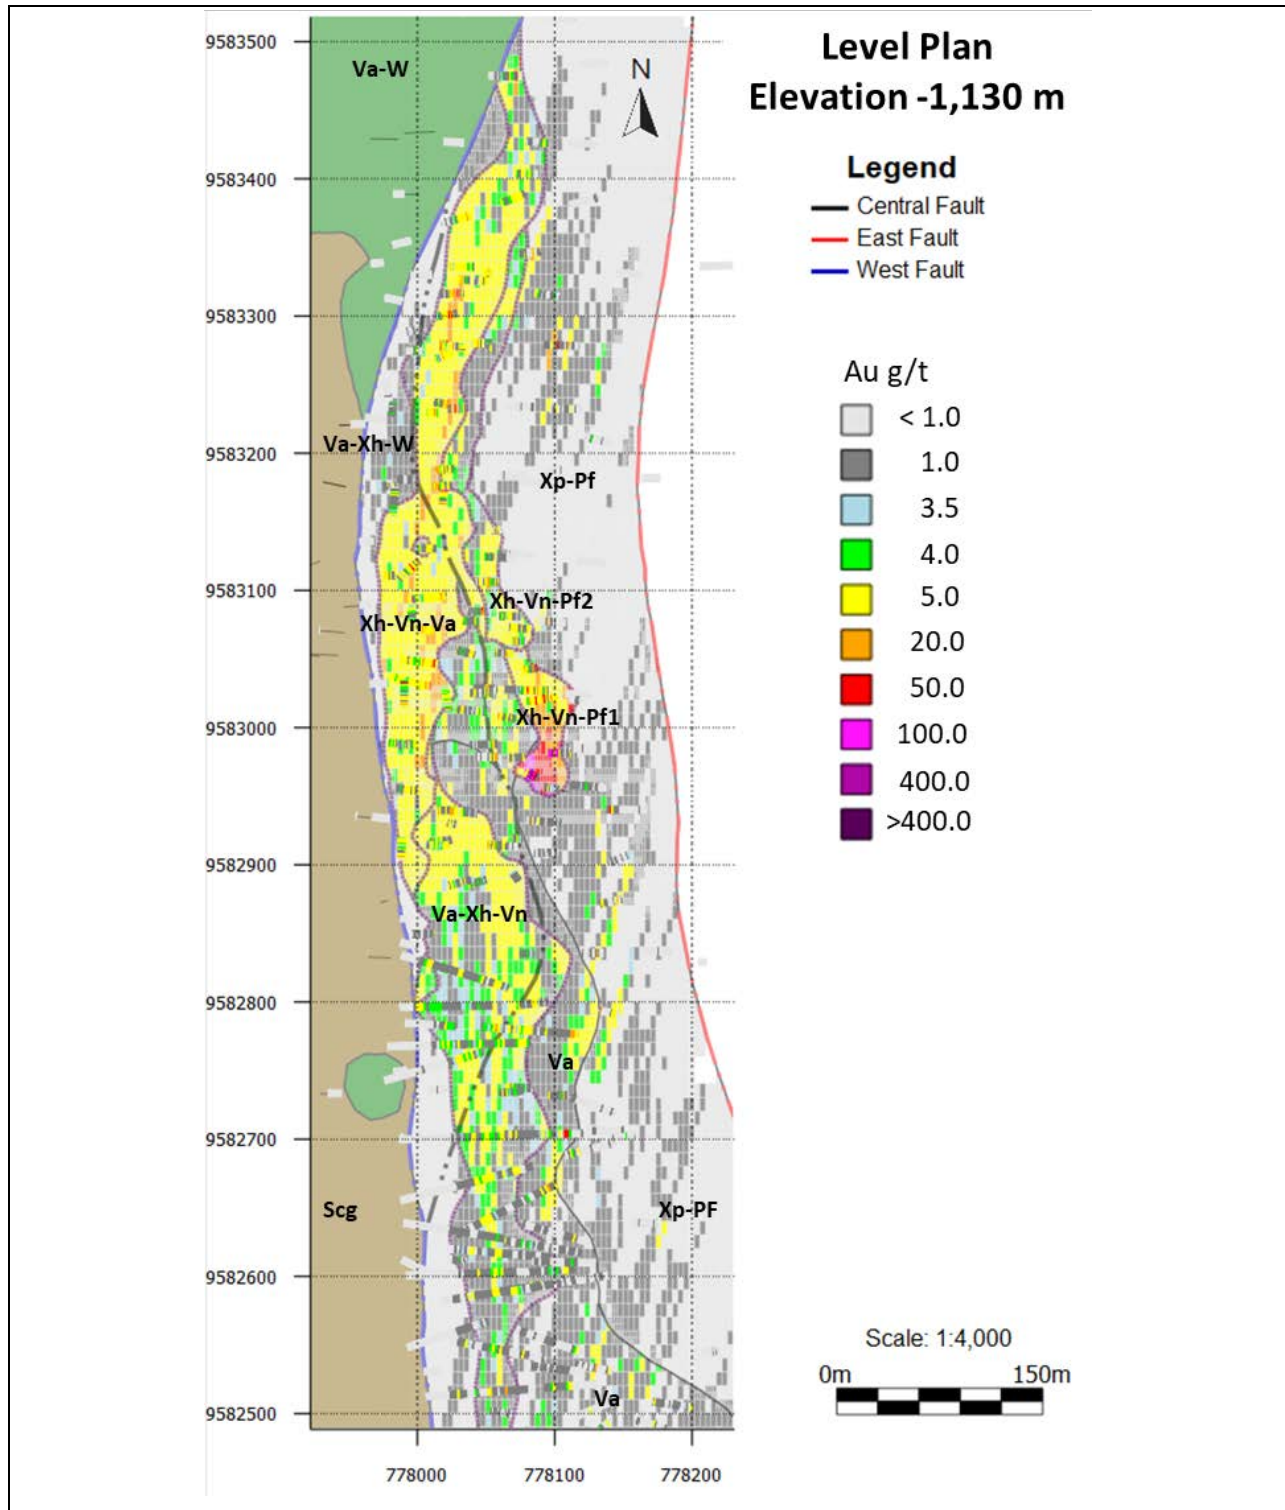 Level Plan
Elevation -1,130 m
N
Legend
Central Fault
East Fault
West Fault
Au g/t
< 1.0
1.0
3.5
4.0
5.0
20.0
50.0
100.0
400.0
>400.0
Scale: 1:4,000
0m 150m
9583500
9583400
9583300
9583200
9583100
9583000
9582900
9582800
9582700
9582600
9582500
778000 778100 778200
Va-W
Va-Xh-W
Xp-Pf
Xh-Vn-Pf2
Xh-Vn-Va
Xh-Vn-Pf1
Va-Xh-Vn
Va
Scg
Xp-PF
Va